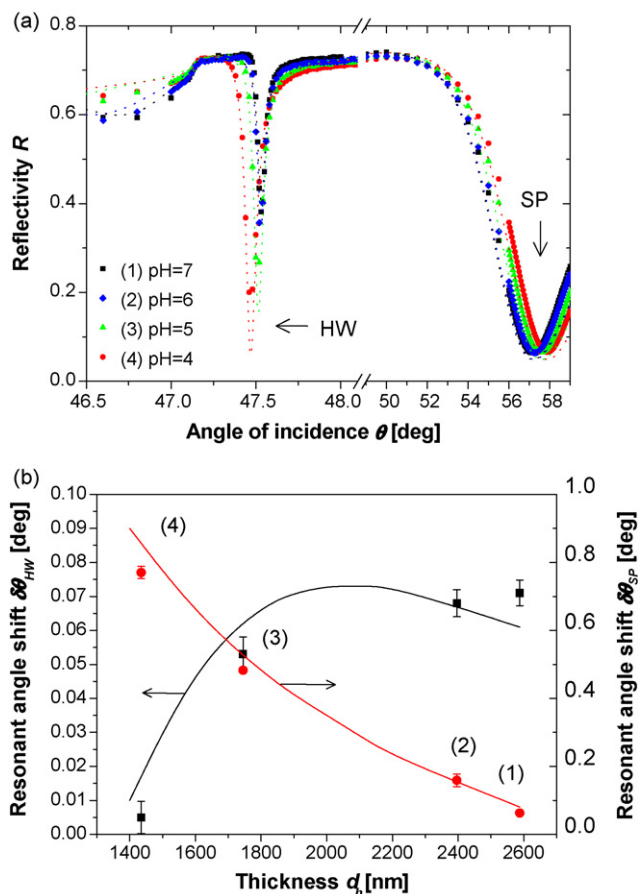 (a)
Reflectivity R
0.8
0.6
0.4
0.2
0.0
SP
HW
(1) pH=7
(2) pH=6
(3) pH=5
(4) pH=4
46.5 47.0 47.5 48.0 50 52 53 54 56 58
Angle of incidence θ [deg]
(b)
Resonant angle shift δθHW [deg]
0.10
0.09
0.08
0.07
0.06
0.05
0.04
0.03
0.02
0.01
0.00
(4)
(3)
(2)
(1)
1.0
0.8
0.6
0.4
0.2
0.0
Resonant angle shift δθSP [deg]
1400 1600 1800 2000 2200 2400 2600
Thickness dh [nm]